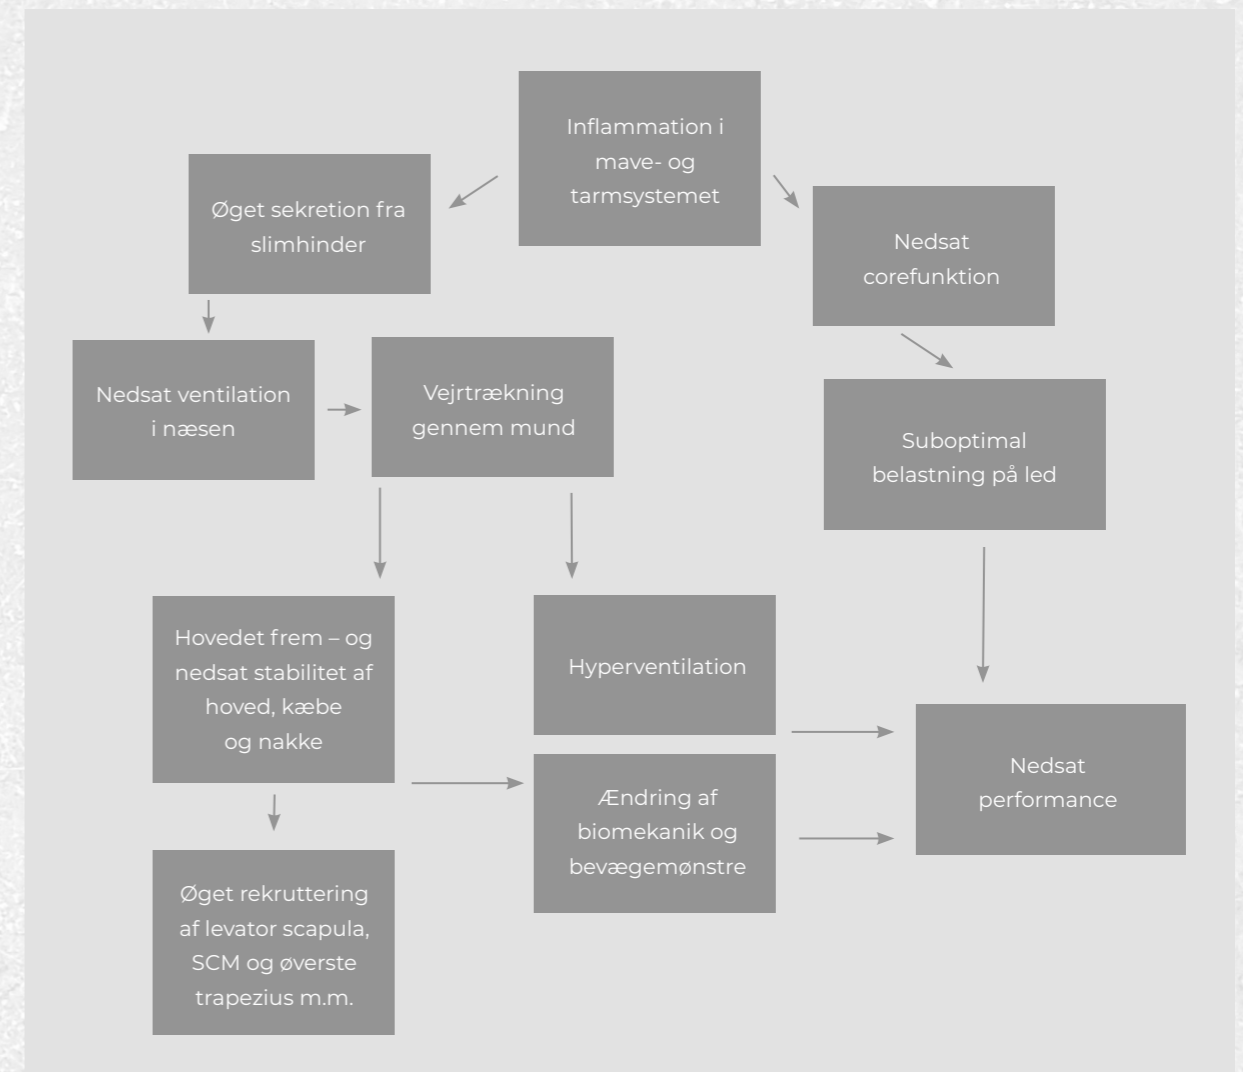 Inflammation i
mave- og
tarmsystemet
Øget sekretion fra
slimhinder
Nedsat
corefunktion
Nedsat ventilation
i næsen
Vejrtrækning
gennem mund
Suboptimal
belastning på led
Hovedet frem – og
nedsat stabilitet af
hoved, kæbe
og nakke
Hyperventilation
Nedsat
performance
Ændring af
biomekanik og
bevægemønstre
Øget rekruttering
af levator scapula,
SCM og øverste
trapezius m.m.